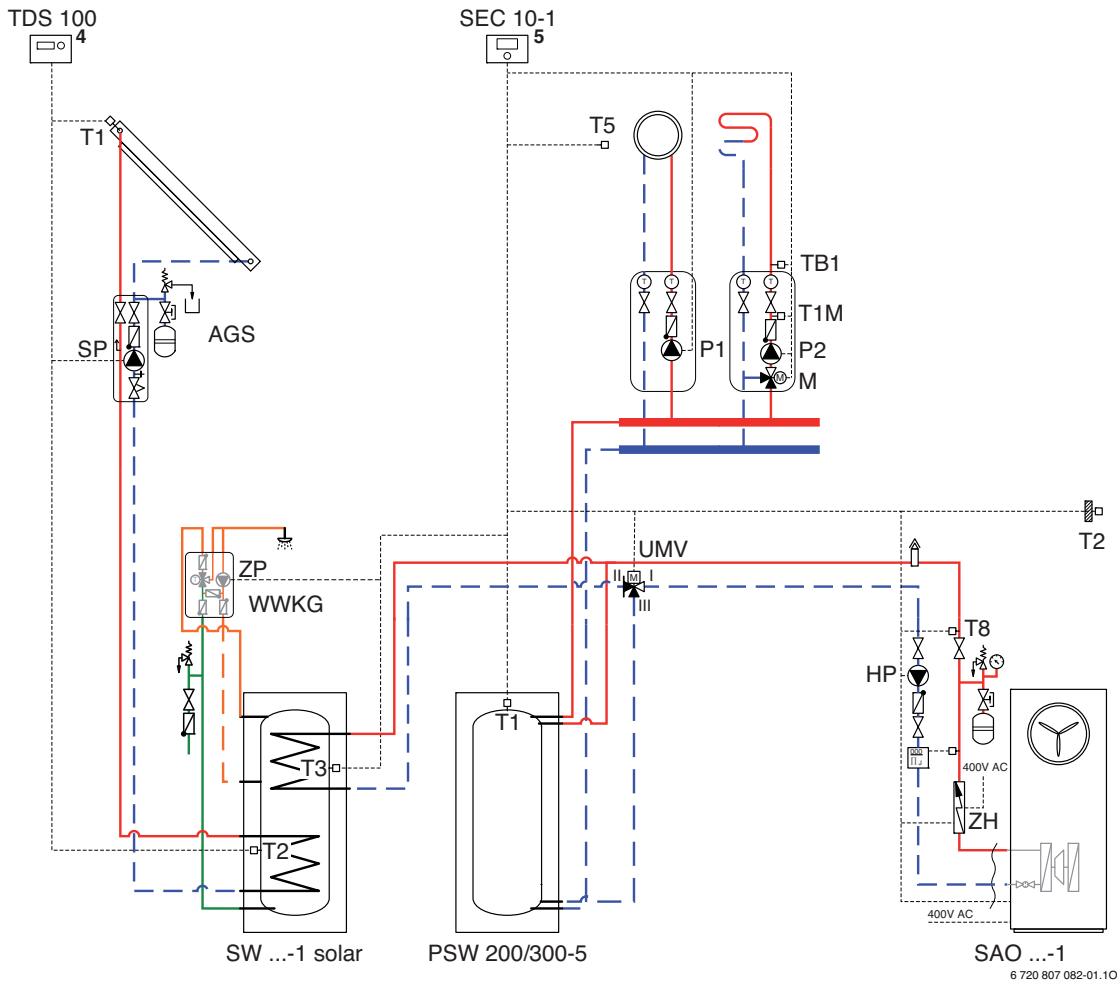 TDS 100
4
SEC 10-1
5
T1
T5
TB1
T
T
T
T
T1M
AGS
SP
P1
P2
M
M
UMV
T2
ZP
T
M
II
I
WWKG
III
T8
HP
T1
T3
000
400V AC
ZH
T2
400V AC
SW ...-1 solar
PSW 200/300-5
SAO ...-1
6 720 807 082-01.1O